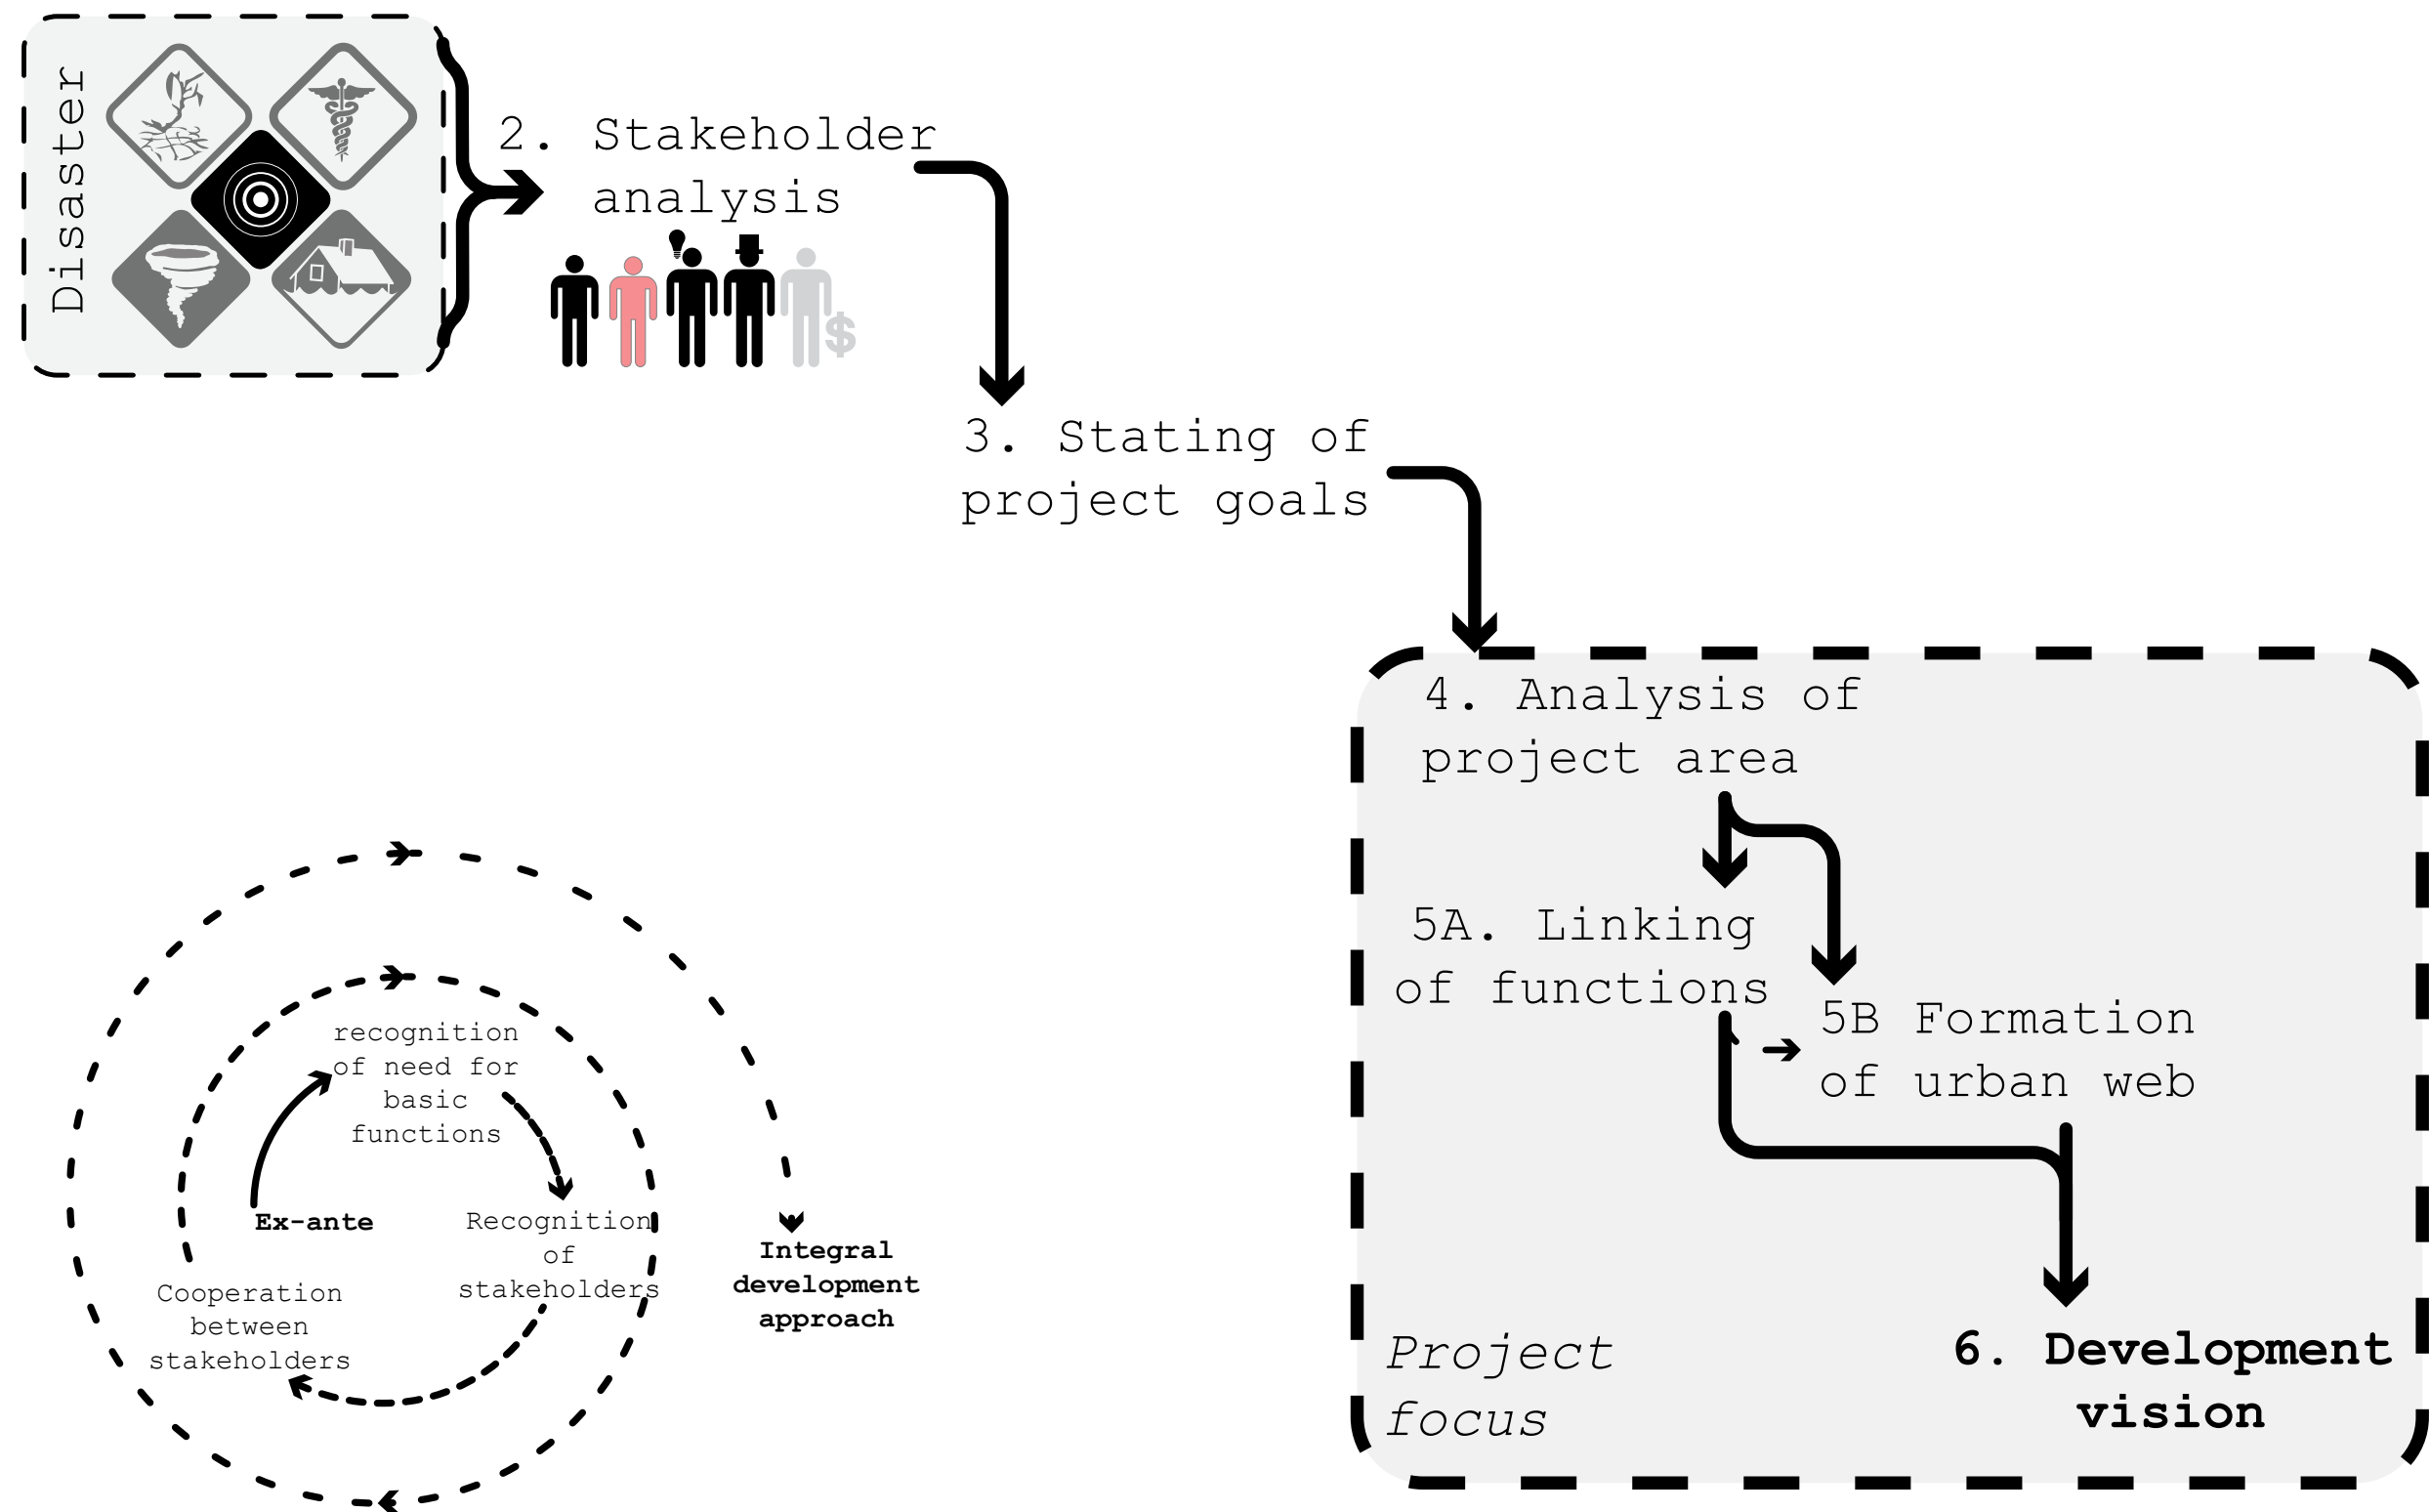 Disaster
2. Stakeholder
analysis
$
3. Stating of
project goals
4. Analysis of
project area
5A. Linking
of functions
5B Formation
of urban web
6. Development
vision
Project
focus
recognition
of need for
basic
functions
Ex-ante
Recognition
of
stakeholders
Cooperation
between
stakeholders
Integral
development
approach